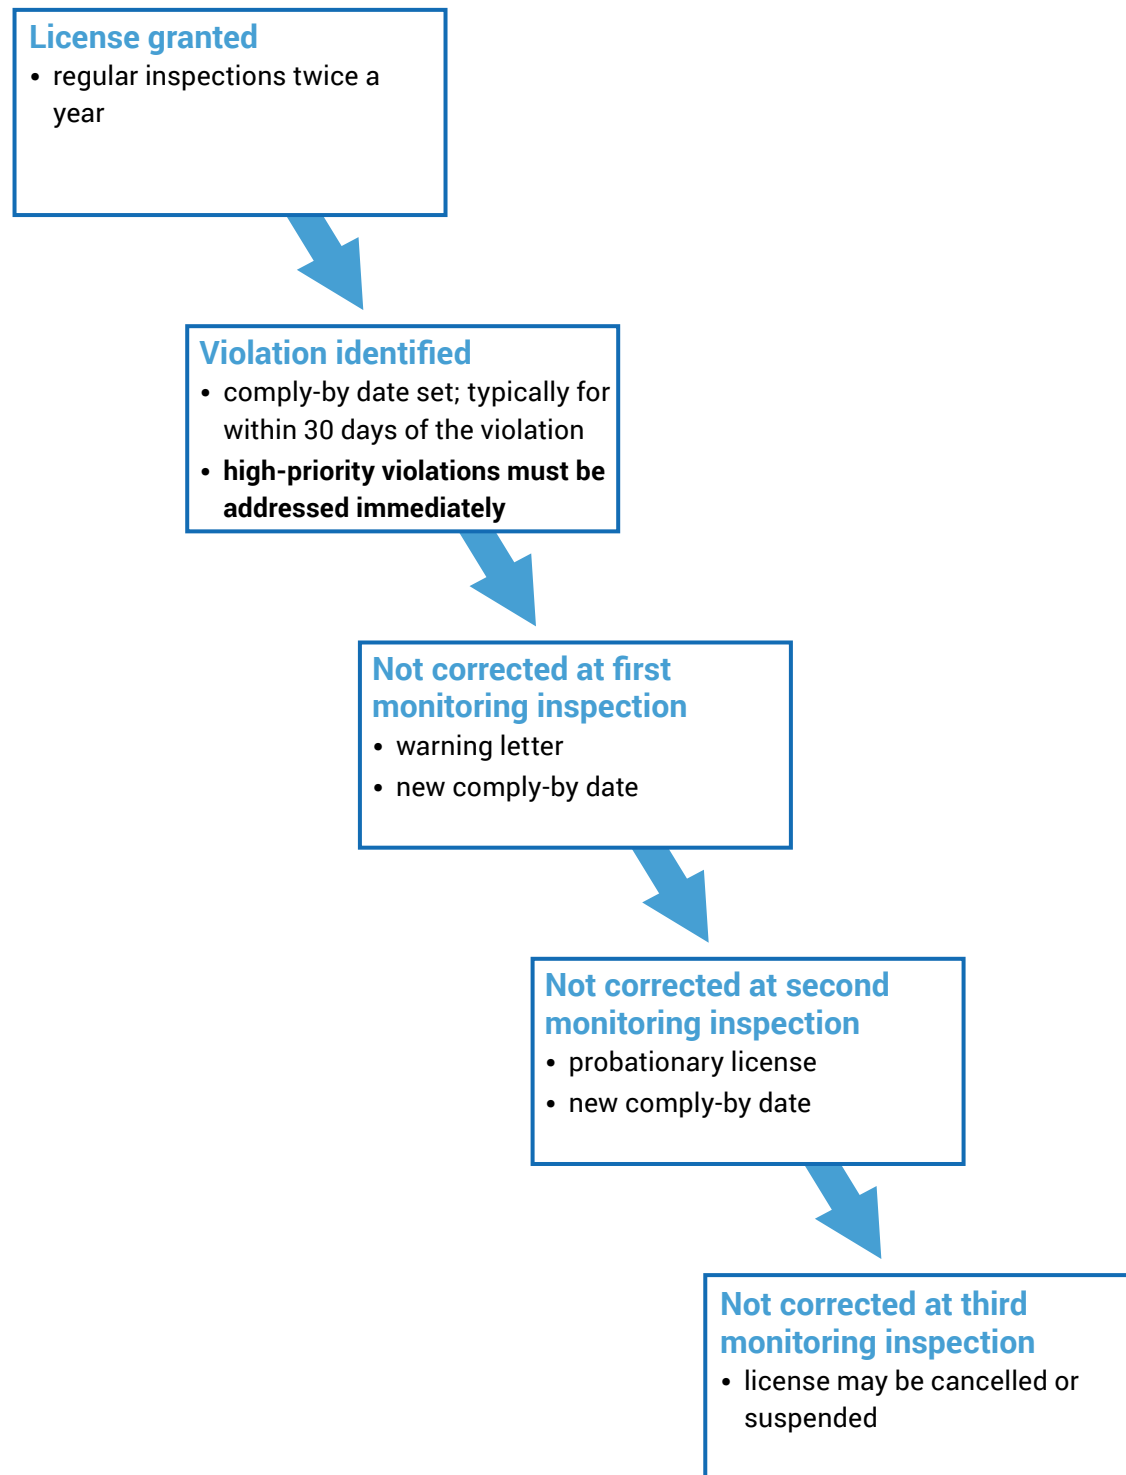 License granted
• regular inspections twice a
year
Violation identified
• comply-by date set; typically for
within 30 days of the violation
• high-priority violations must be
addressed immediately
Not corrected at first
monitoring inspection
• warning letter
• new comply-by date
Not corrected at second
monitoring inspection
• probationary license
• new comply-by date
Not corrected at third
monitoring inspection
• license may be cancelled or
suspended